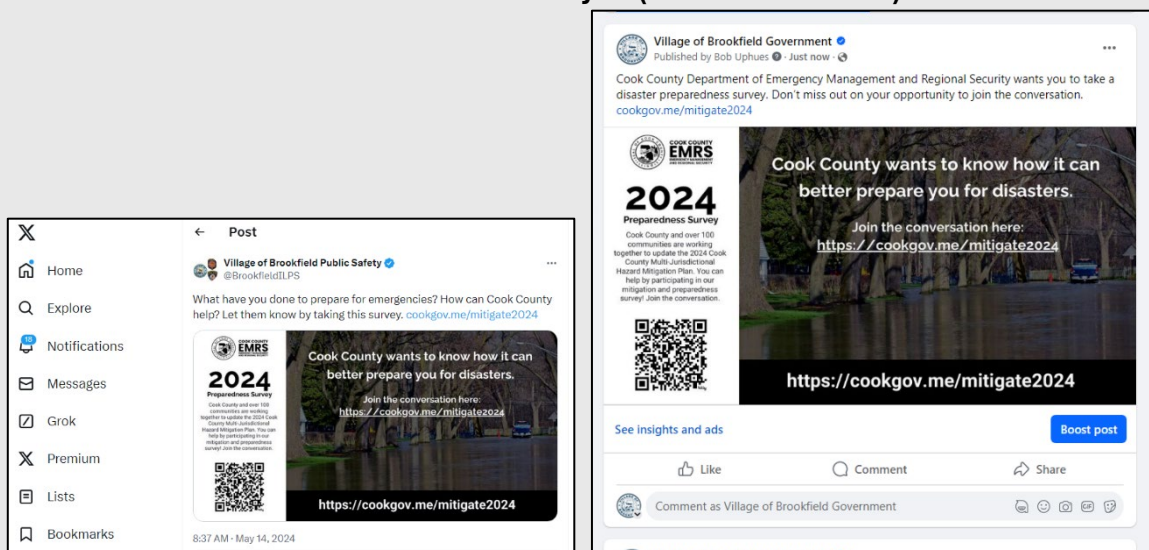 Home
Explore
18
Notifications
Messages
Grok
Premium
Lists
Bookmarks
← Post
Village of Brookfield Public Safety
@BrookfieldILPS
What have you done to prepare for emergencies? How can Cook County
help? Let them know by taking this survey. cookgov.me/mitigate2024
COOK COUNTY
EMRS
2024
Preparedness Survey
Cook County and over 100
communities are working
together to update the 2024 Cook
County Multi-Jurisdictional
Hazard Mitigation Plan. You can
help by participating in our
mitigation and preparedness
survey! Join the conversation.
Cook County wants to know how it can
better prepare you for disasters.
Join the conversation here:
https://cookgov.me/mitigate2024
https://cookgov.me/mitigate2024
8:37 AM · May 14, 2024
Village of Brookfield Government
Published by Bob Uphues · Just now ·
Cook County Department of Emergency Management and Regional Security wants you to take a
disaster preparedness survey. Don't miss out on your opportunity to join the conversation.
cookgov.me/mitigate2024
COOK COUNTY
EMRS
EMERGENCY MANAGEMENT
AND REGIONAL SECURITY
2024
Preparedness Survey
Cook County and over 100
communities are working
together to update the 2024 Cook
County Multi-Jurisdictional
Hazard Mitigation Plan. You can
help by participating in our
mitigation and preparedness
survey! Join the conversation.
Cook County wants to know how it can
better prepare you for disasters.
Join the conversation here:
https://cookgov.me/mitigate2024
https://cookgov.me/mitigate2024
See insights and ads
Boost post
Like
Comment
Share
Comment as Village of Brookfield Government
GIF